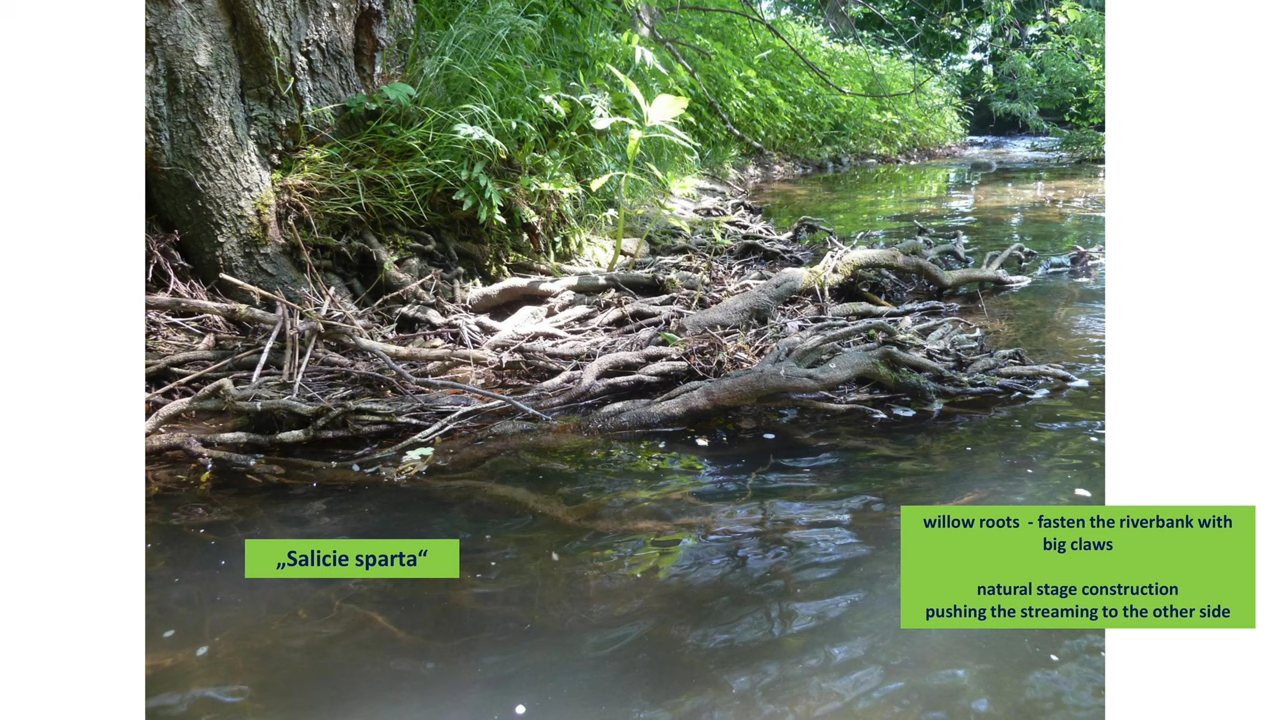 „Salicie sparta“
willow roots  - fasten the riverbank with
big claws
natural stage construction
pushing the streaming to the other side